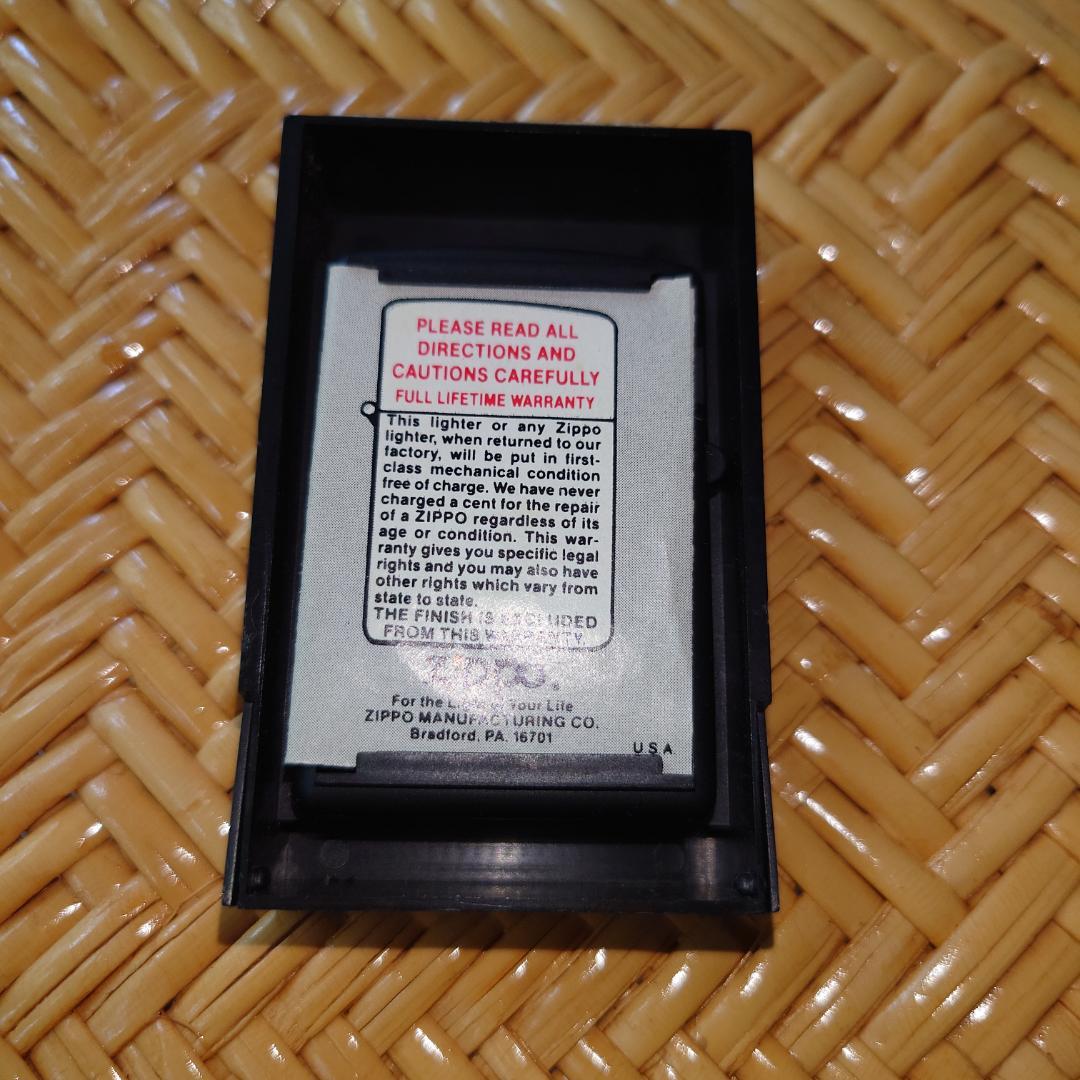 PLEASE READ ALL
DIRECTIONS AND
CAUTIONS CAREFULLY
FULL LIFETIME WARRANTY
This lighter or any Zippo
lighter, when returned to our
factory, will be put in first-
class mechanical condition
free of charge. We have never
charged a cent for the repair
of a ZIPPO regardless of its
age or condition. This war-
ranty gives you specific legal
rights and you may also have
other rights which vary from
state to state.
THE FINISH IS EXCLUDED
FROM THIS WARRANTY.
Zippo
For the Your Life
ZIPPO MANUFACTURING CO.
Bradford, PA. 16701
USA